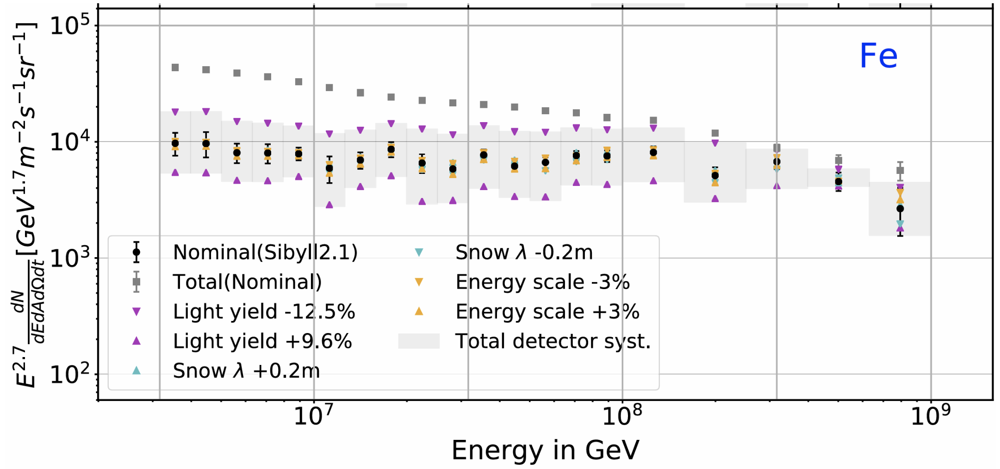 10^5
10^4
10^3
10^2
E^2.7 dN/dEdAdΩdt [GeV^1.7 m^−2 s^−1 sr^−1]
Fe
Nominal(Sibyll2.1)
Total(Nominal)
Light yield -12.5%
Light yield +9.6%
Snow λ +0.2m
Snow λ -0.2m
Energy scale -3%
Energy scale +3%
Total detector syst.
10^7 10^8 10^9
Energy in GeV